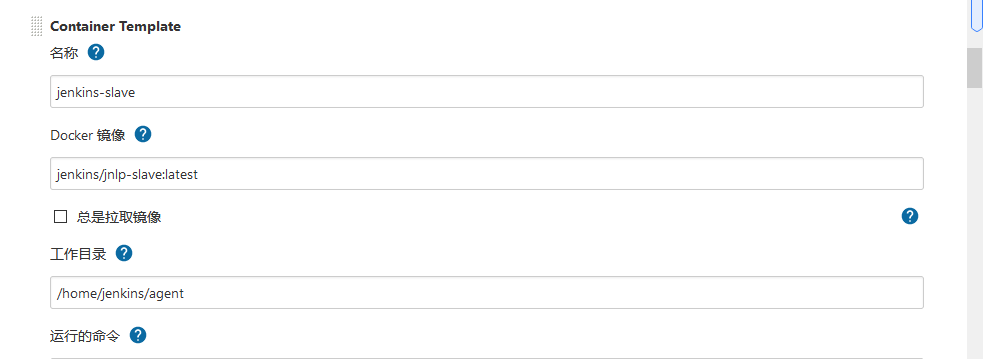 Container Template
名称
jenkins-slave
Docker 镜像
jenkins/jnlp-slave:latest
总是拉取镜像
工作目录
/home/jenkins/agent
运行的命令